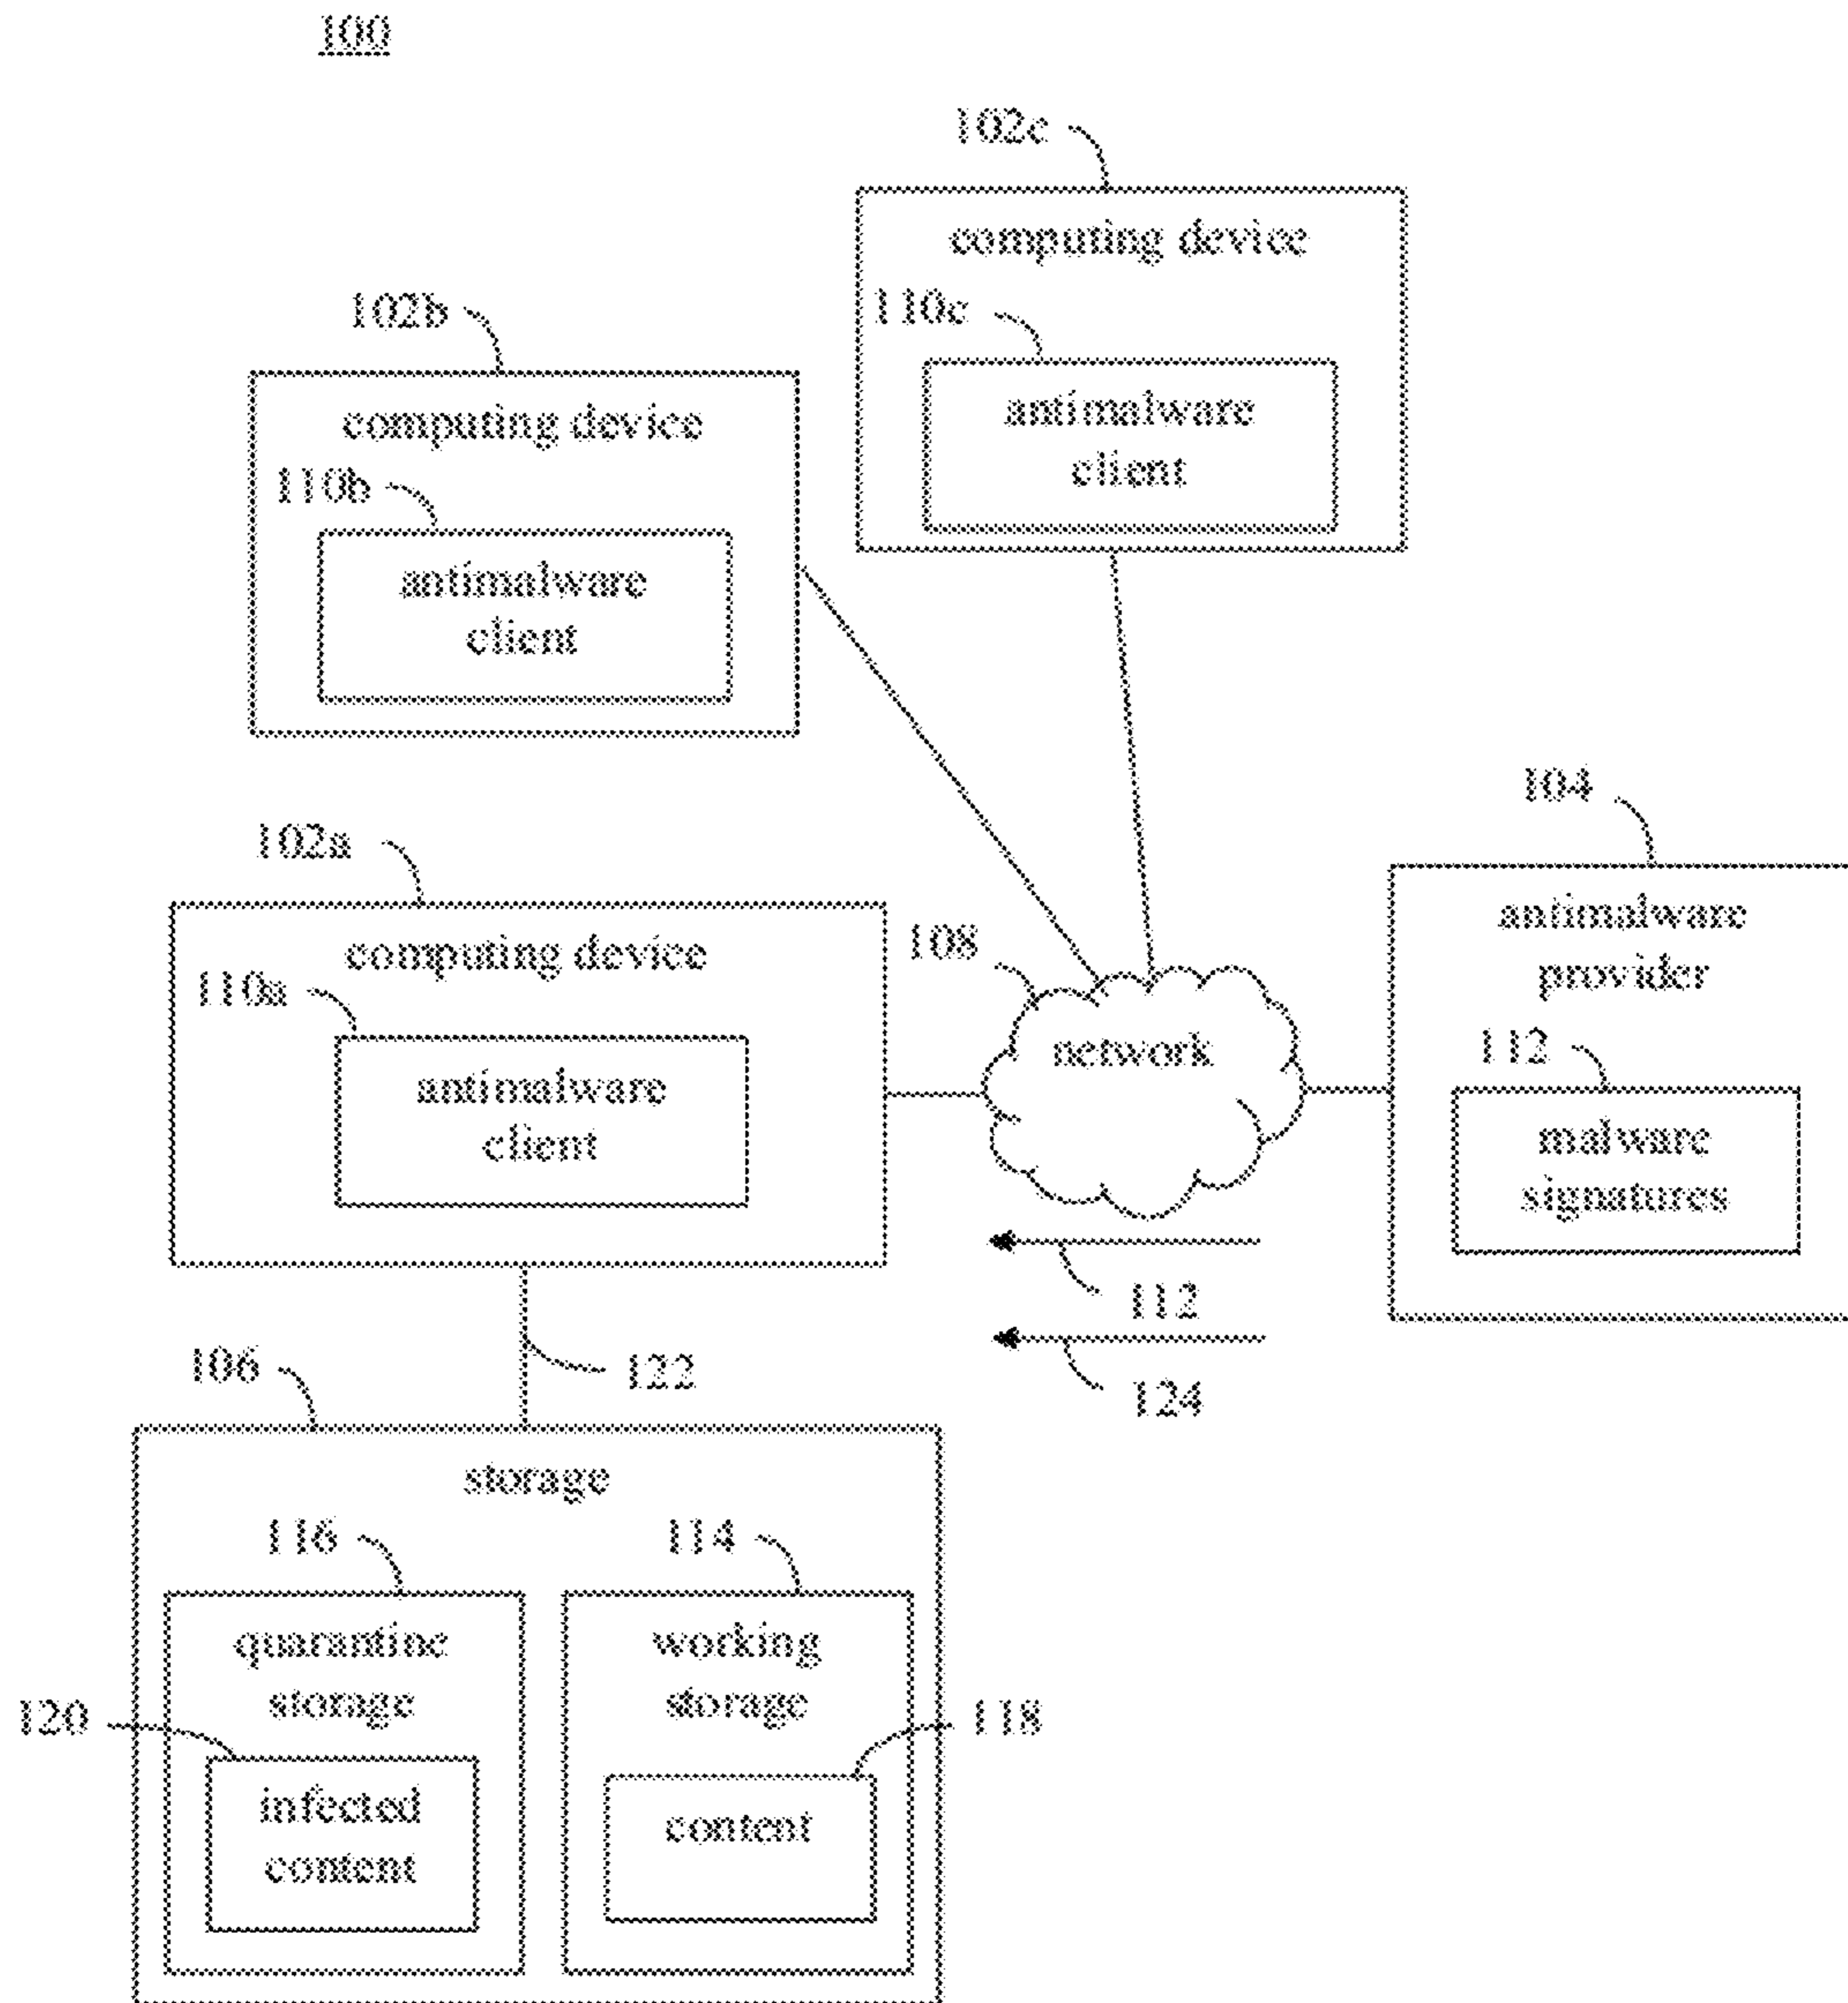 100
102c
computing device
110c
antimalware
client
102b
computing device
110b
antimalware
client
104
antimalware
provider
112
malware
signatures
102a
computing device
110a
antimalware
client
108
network
112
124
122
106
storage
116
quarantine
storage
120
infected
content
114
working
storage
118
content